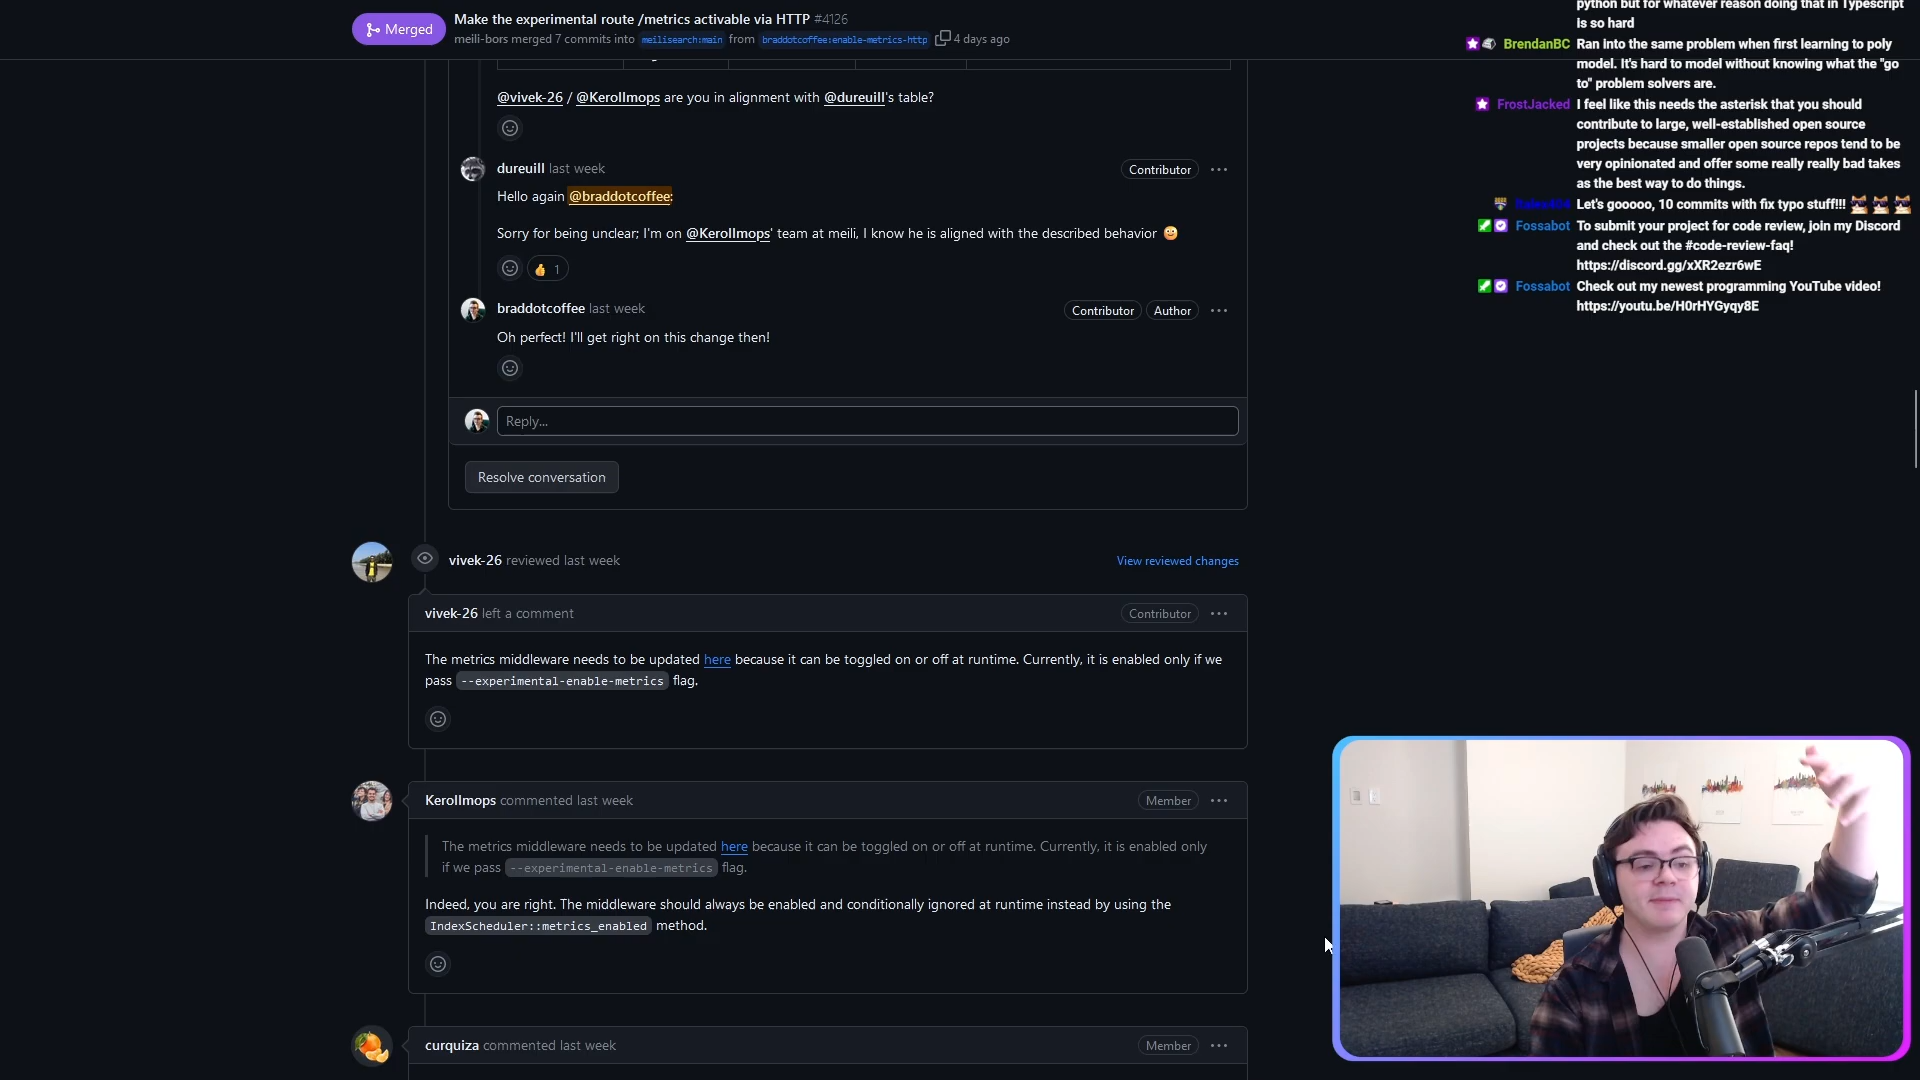 Merged
Make the experimental route /metrics activable via HTTP #4126
meili-bors merged 7 commits into meilisearch:main from braddotcoffee:enable-metrics-http 4 days ago
@vivek-26 / @Kerollmops are you in alignment with @dureuill's table?
dureuill last week
Contributor
Hello again @braddotcoffee:
Sorry for being unclear; I'm on @Kerollmops' team at meili, I know he is aligned with the described behavior
1
braddotcoffee last week
Contributor
Author
Oh perfect! I'll get right on this change then!
Reply...
Resolve conversation
vivek-26 reviewed last week
View reviewed changes
vivek-26 left a comment
Contributor
The metrics middleware needs to be updated here because it can be toggled on or off at runtime. Currently, it is enabled only if we
pass --experimental-enable-metrics flag.
Kerollmops commented last week
Member
The metrics middleware needs to be updated here because it can be toggled on or off at runtime. Currently, it is enabled only
if we pass --experimental-enable-metrics flag.
Indeed, you are right. The middleware should always be enabled and conditionally ignored at runtime instead by using the
IndexScheduler::metrics_enabled method.
curquiza commented last week
Member
python but for whatever reason doing that in Typescript
is so hard
BrendanBC Ran into the same problem when first learning to poly
model. It's hard to model without knowing what the "go
to" problem solvers are.
FrostJacked I feel like this needs the asterisk that you should
contribute to large, well-established open source
projects because smaller open source repos tend to be
very opinionated and offer some really really bad takes
as the best way to do things.
Let's gooooo, 10 commits with fix typo stuff!!!
Fossabot To submit your project for code review, join my Discord
and check out the #code-review-faq!
https://discord.gg/xXR2ezr6wE
Fossabot Check out my newest programming YouTube video!
https://youtu.be/H0rHYGyqy8E